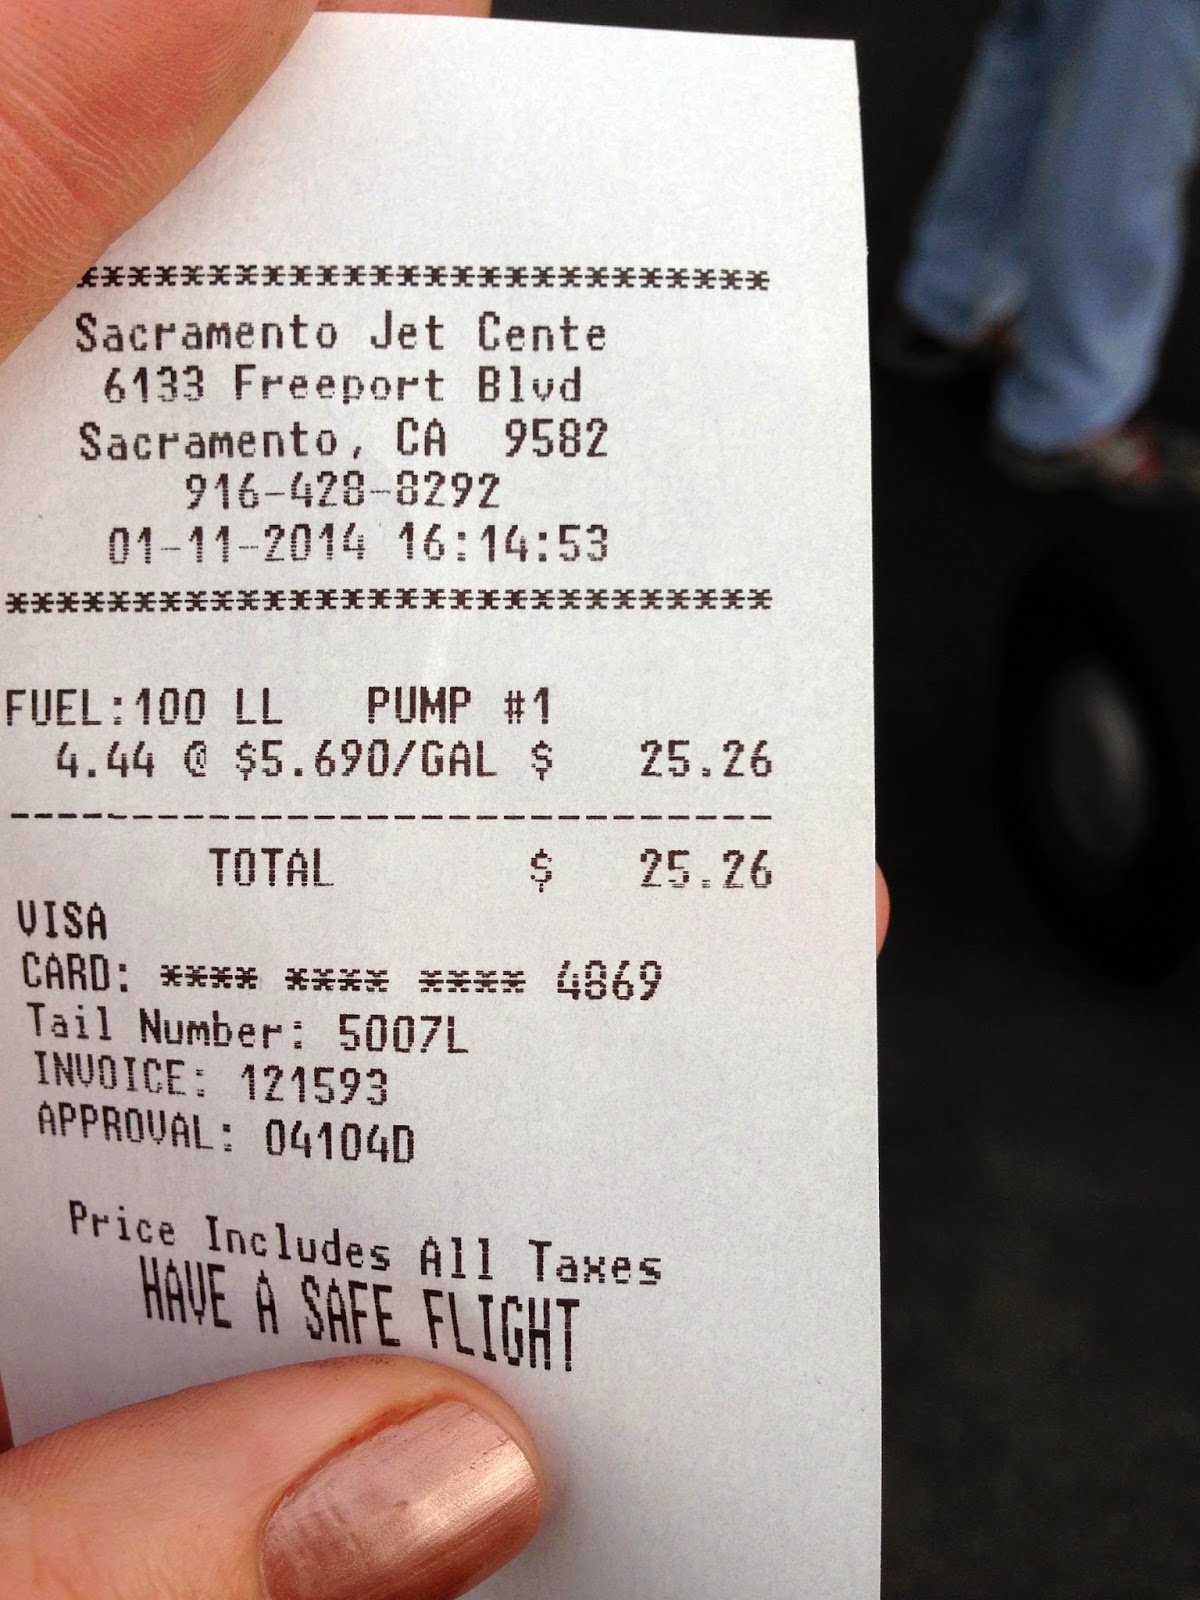 *****************************
Sacramento Jet Cente
6133 Freeport Blvd
Sacramento, CA 9582
916-428-8292
01-11-2014 16:14:53
*****************************
FUEL:100 LL PUMP #1
4.44 @ $5.690/GAL $ 25.26
-----------------------------
TOTAL $ 25.26
VISA
CARD: **** **** **** 4869
Tail Number: 5007L
INVOICE: 121593
APPROVAL: 04104D
Price Includes All Taxes
HAVE A SAFE FLIGHT